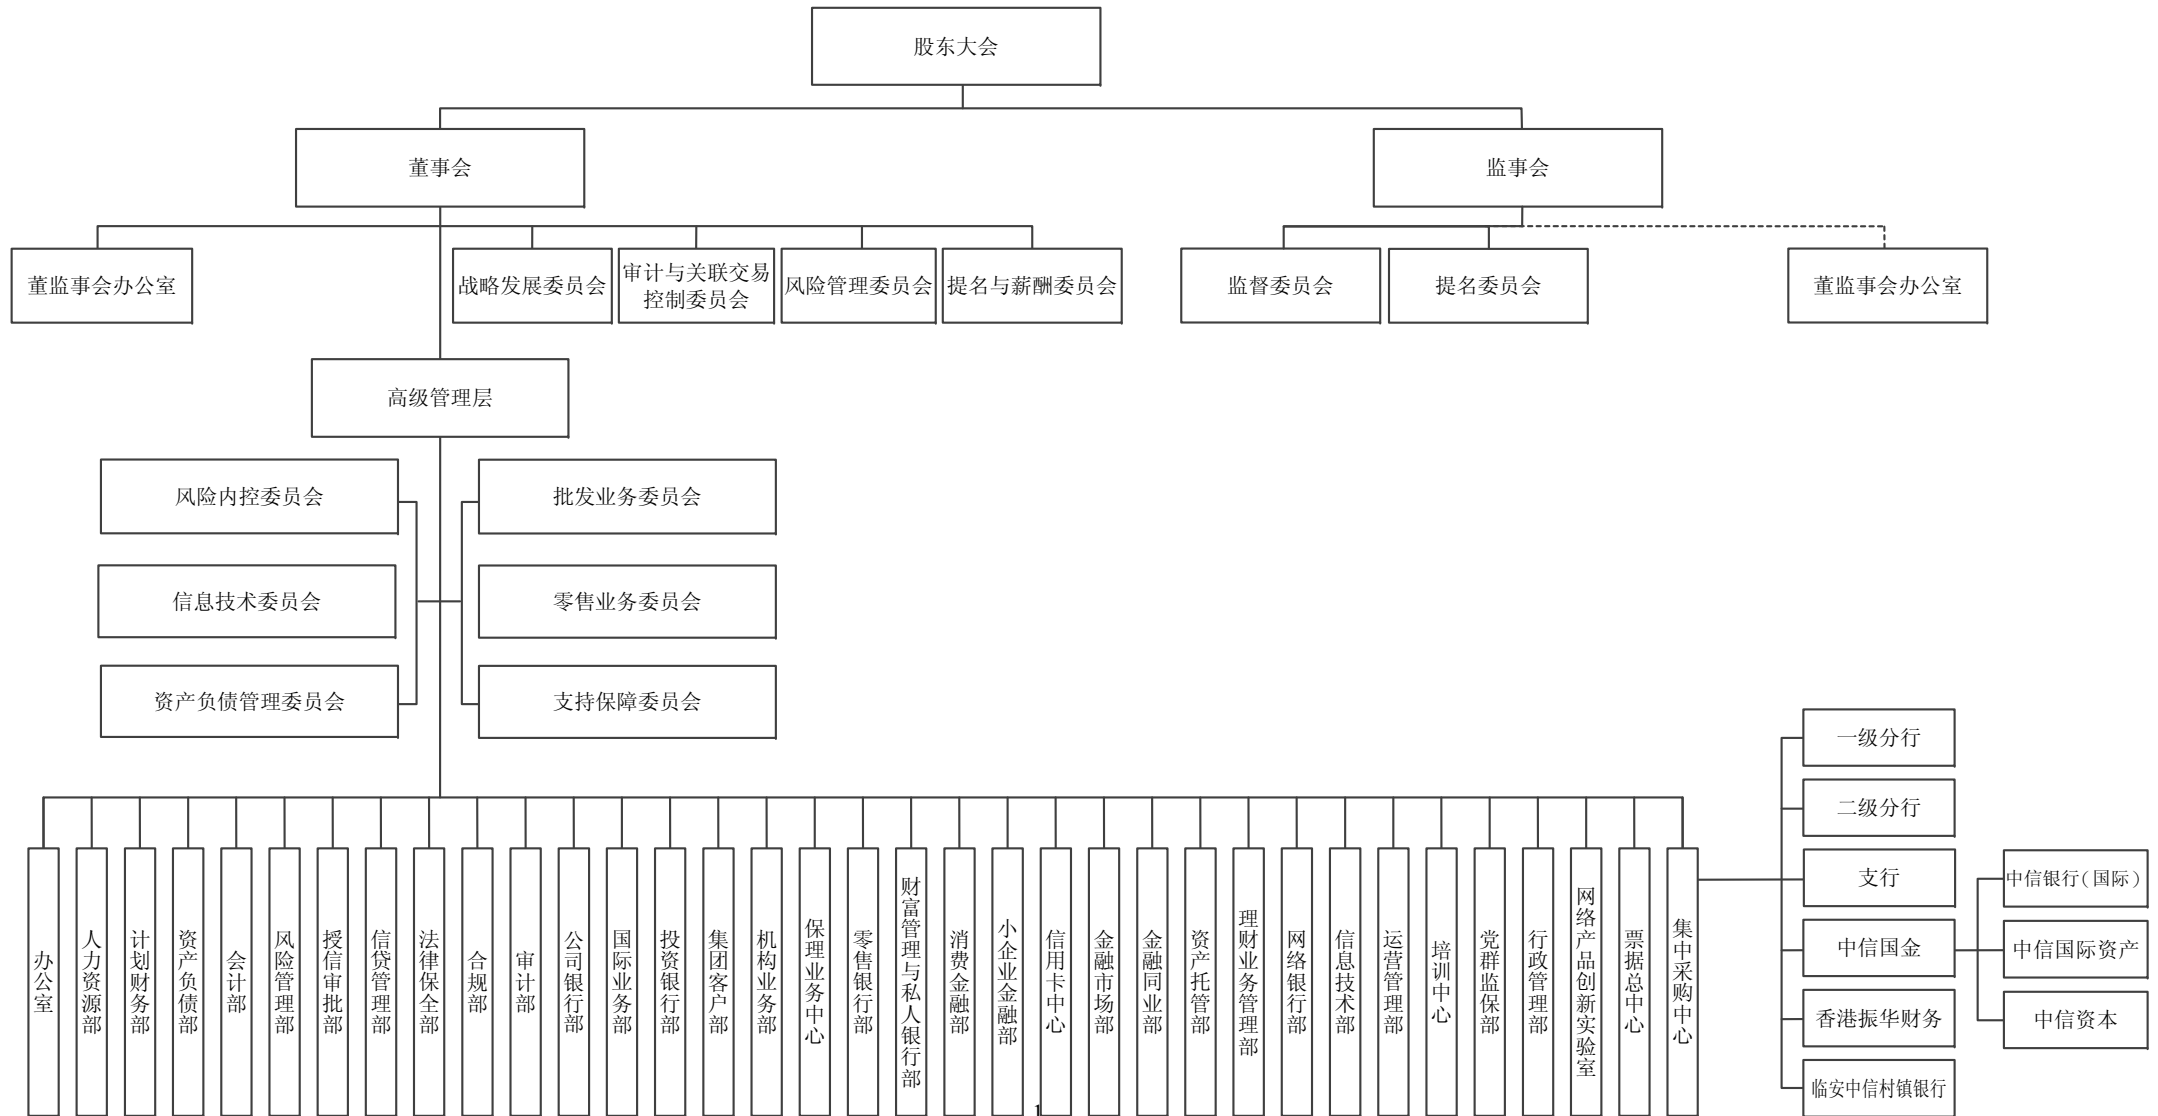 股东大会
董事会
监事会
董监事会办公室
战略发展委员会
审计与关联交易
控制委员会
风险管理委员会
提名与薪酬委员会
监督委员会
提名委员会
董监事会办公室
高级管理层
风险内控委员会
批发业务委员会
信息技术委员会
零售业务委员会
资产负债管理委员会
支持保障委员会
办公室
人力资源部
计划财务部
资产负债部
会计部
风险管理部
授信审批部
信贷管理部
法律保全部
合规部
审计部
公司银行部
国际业务部
投资银行部
集团客户部
机构业务部
保理业务中心
零售银行部
财富管理与私人银行部
消费金融部
小企业金融部
信用卡中心
金融市场部
金融同业部
资产托管部
理财业务管理部
网络银行部
信息技术部
运营管理部
培训中心
党群监保部
行政管理部
网络产品创新实验室
票据总中心
集中采购中心
一级分行
二级分行
支行
中信国金
香港振华财务
临安中信村镇银行
中信银行(国际)
中信国际资产
中信资本
1